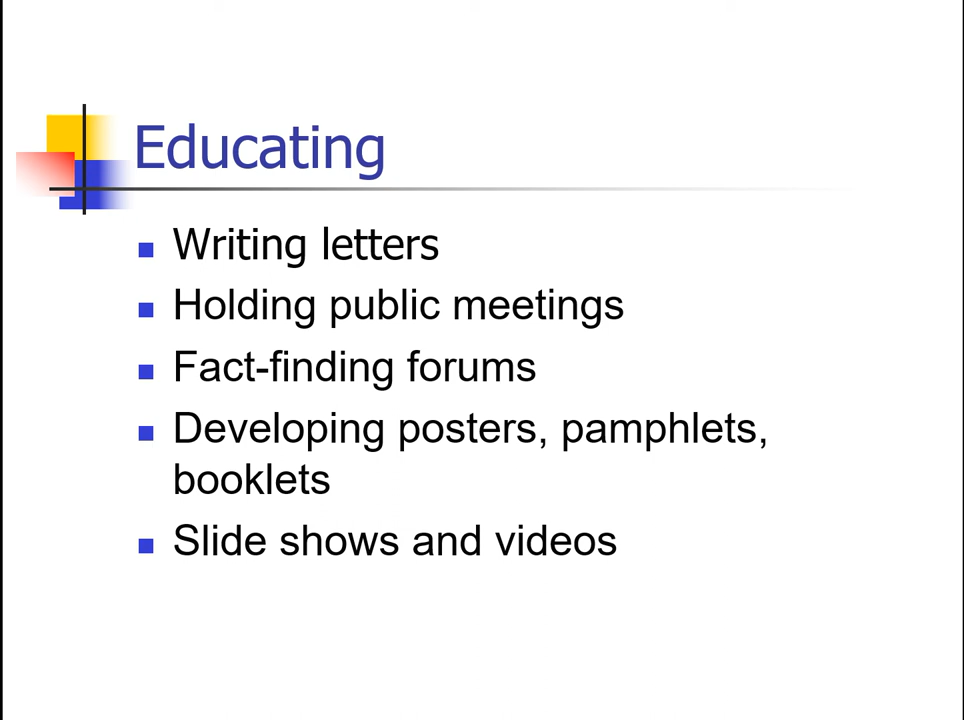 Educating
Writing letters
Holding public meetings
Fact-finding forums
Developing posters, pamphlets,
booklets
Slide shows and videos